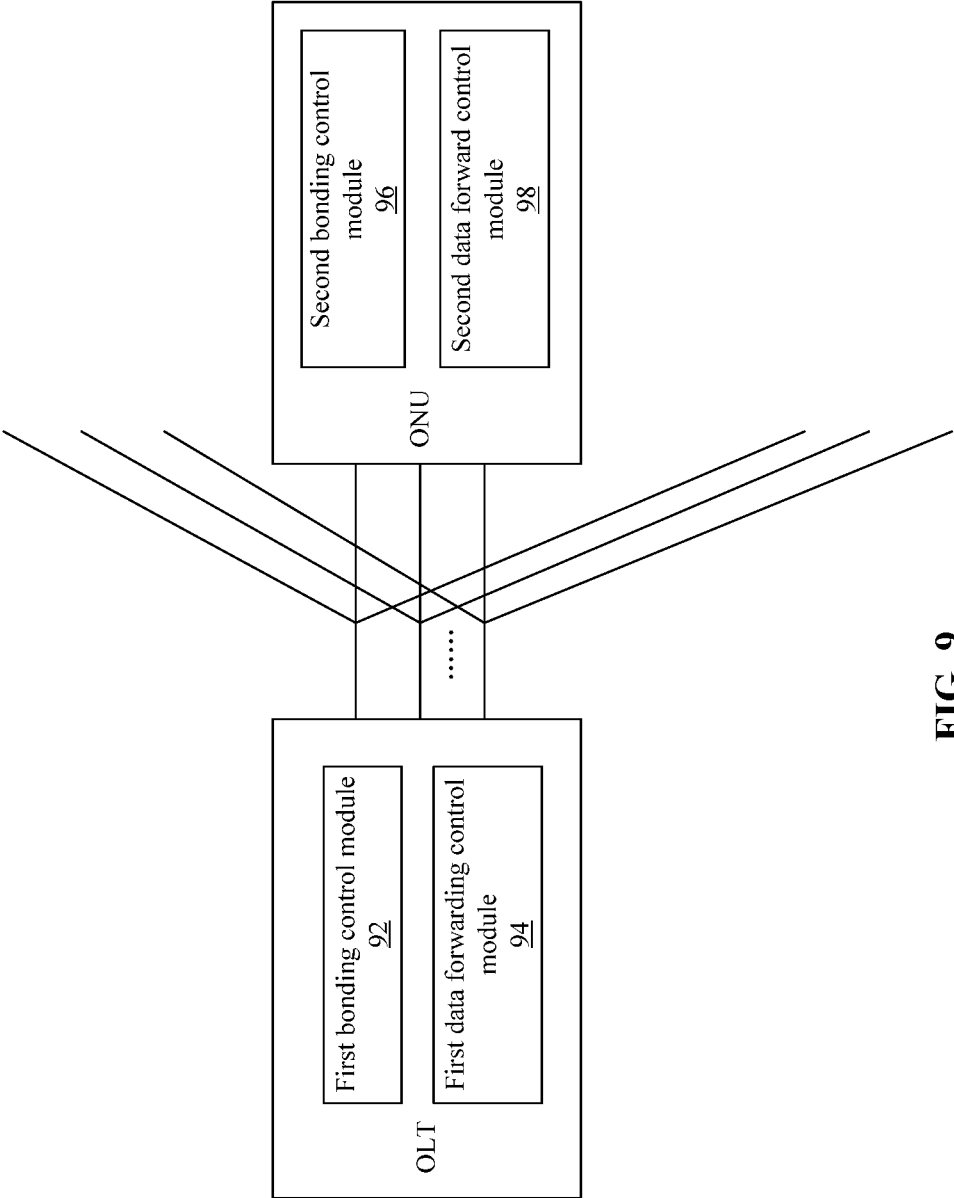 OLT
First bonding control module
92
First data forwarding control
module
94
......
ONU
Second bonding control
module
96
Second data forward control
module
98
FIG. 9